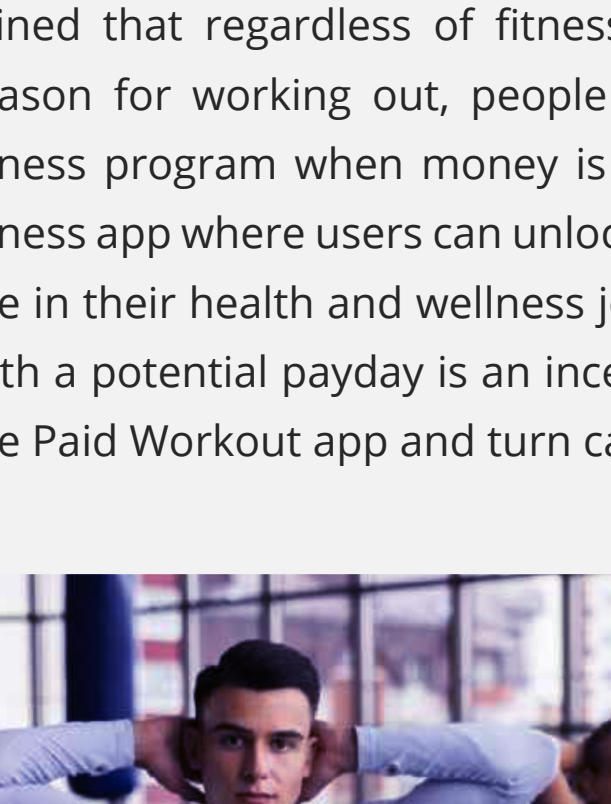 ined that regardless of fitness
ason for working out, people
ness program when money is
ness app where users can unloc
e in their health and wellness j
th a potential payday is an ince
e Paid Workout app and turn ca